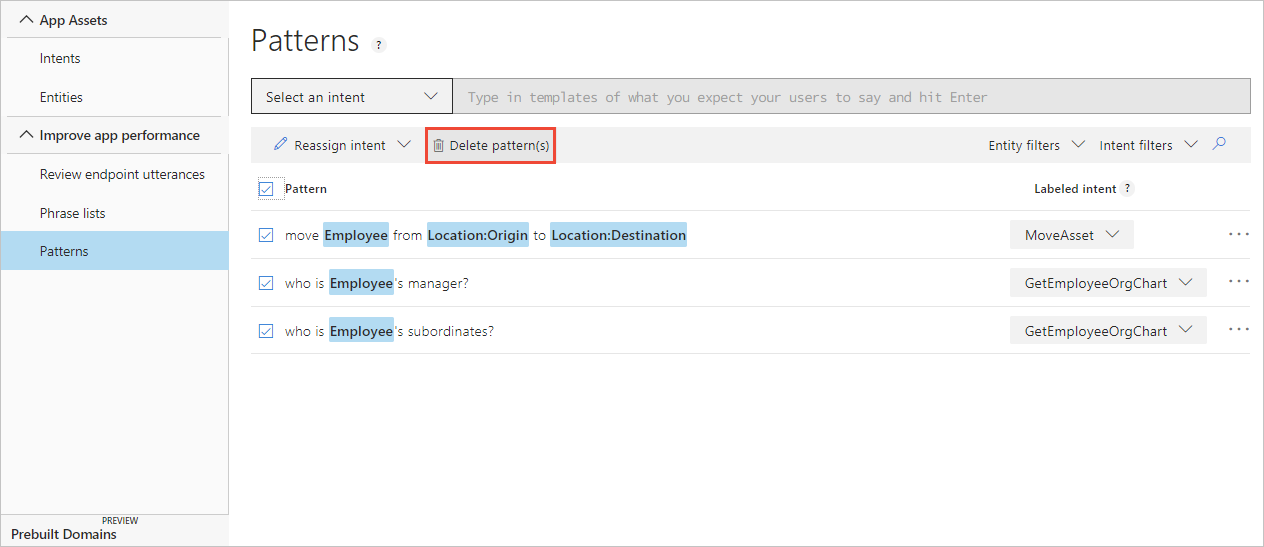 App Assets
Intents
Entities
Improve app performance
Review endpoint utterances
Phrase lists
Patterns
PREVIEW
Prebuilt Domains
Patterns ?
Select an intent Type in templates of what you expect your users to say and hit Enter
Reassign intent Delete pattern(s) Entity filters Intent filters
Pattern Labeled intent ?
move Employee from Location:Origin to Location:Destination MoveAsset ...
who is Employee's manager? GetEmployeeOrgChart ...
who is Employee's subordinates? GetEmployeeOrgChart ...